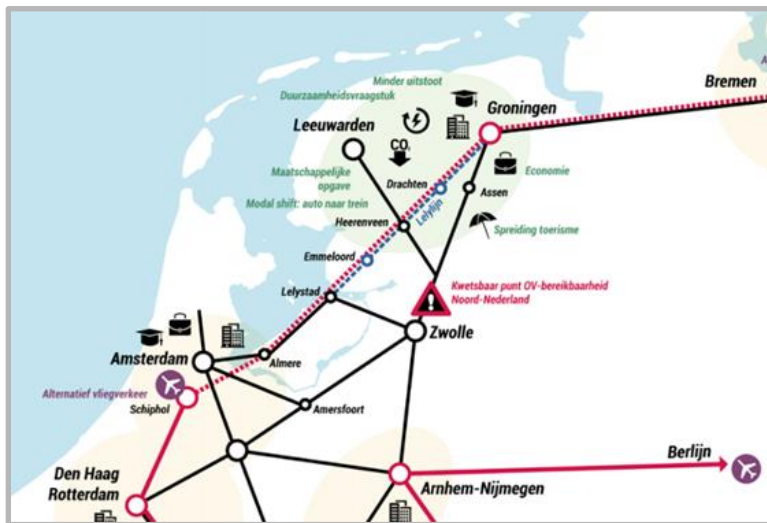 Minder uitstoot
Duurzaamheidsvraagstuk
Groningen
Bremen
Leeuwarden
CO₂
Maatschappelijke
opgave
Drachten
Economie
Modal shift: auto naar trein
Lelylijn
Assen
Heerenveen
Spreiding toerisme
Emmeloord
Kwetsbaar punt OV-bereikbaarheid
Noord-Nederland
Lelystad
Zwolle
Amsterdam
Almere
Alternatief vliegverkeer
Schiphol
Amersfoort
Berlijn
Den Haag
Rotterdam
Arnhem-Nijmegen